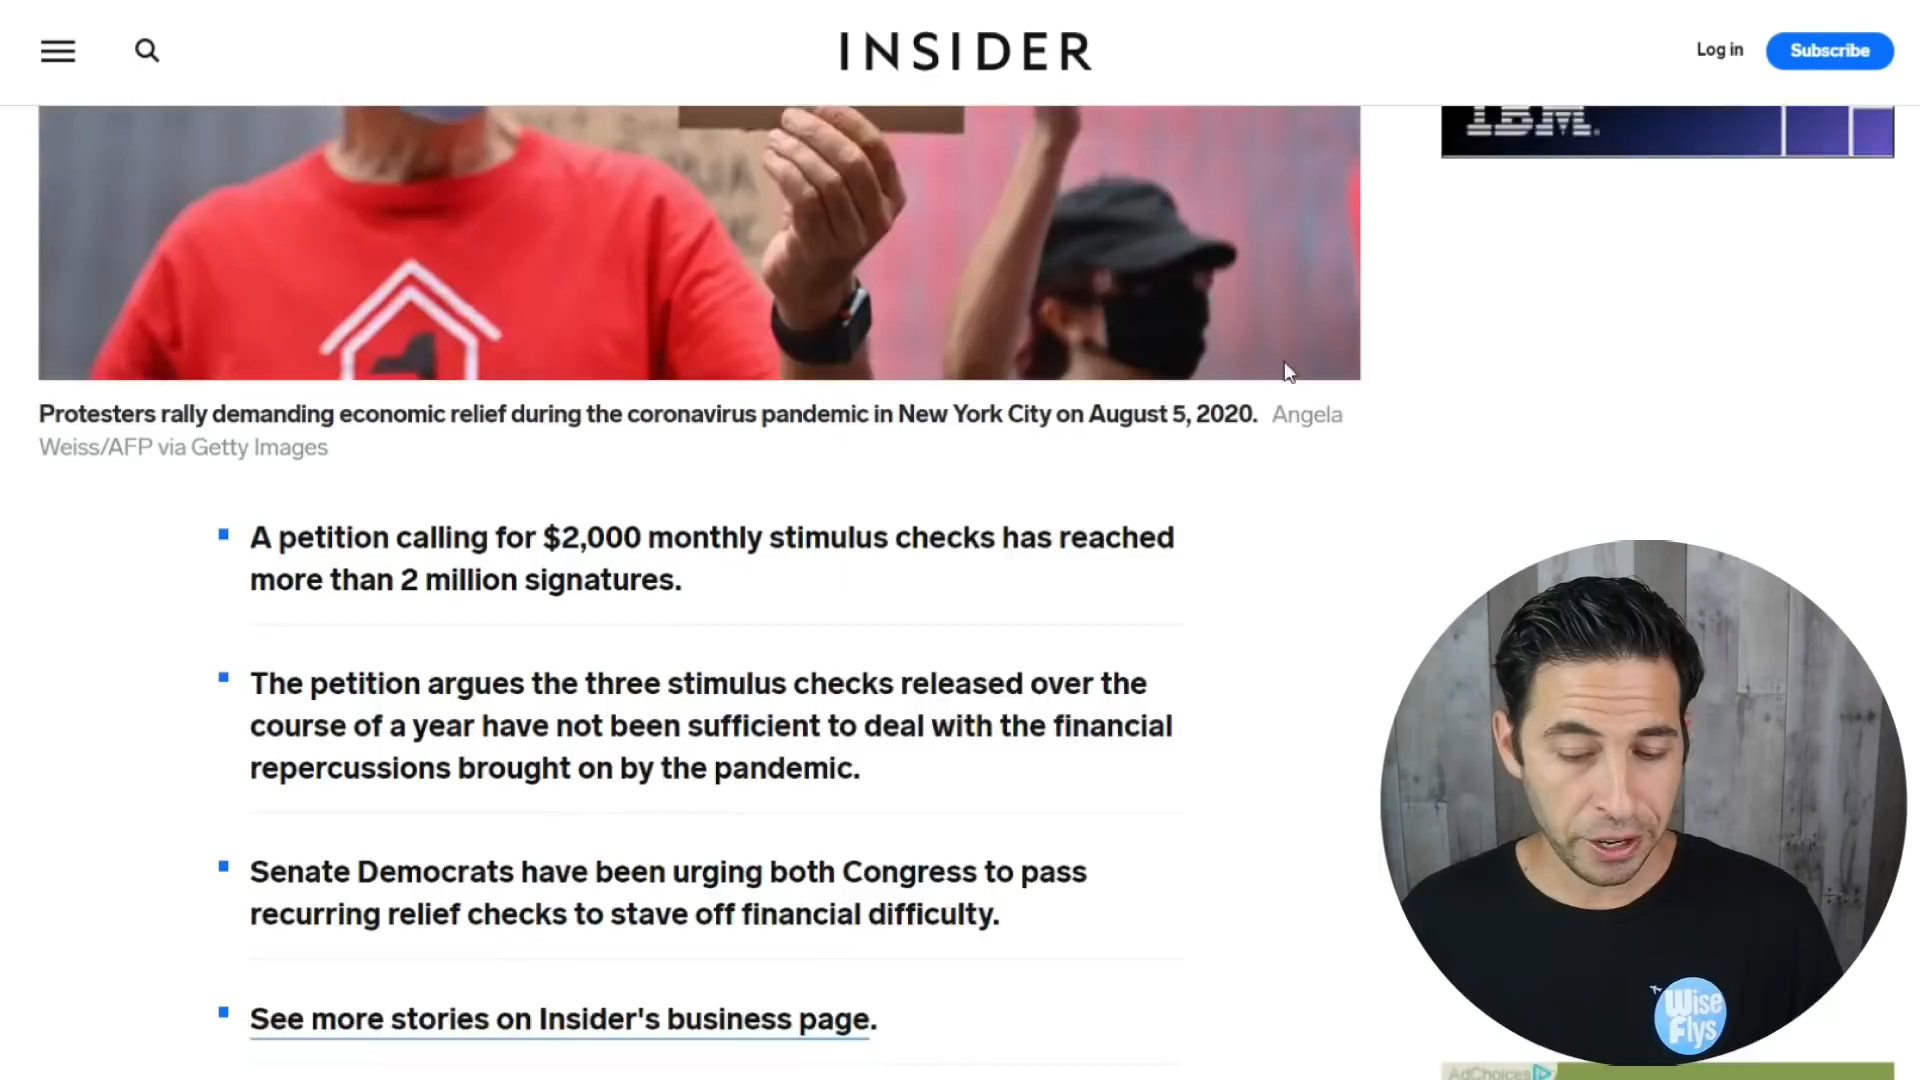 INSIDER
Log in
Subscribe
IBM.
Protesters rally demanding economic relief during the coronavirus pandemic in New York City on August 5, 2020. Angela
Weiss/AFP via Getty Images
A petition calling for $2,000 monthly stimulus checks has reached
more than 2 million signatures.
The petition argues the three stimulus checks released over the
course of a year have not been sufficient to deal with the financial
repercussions brought on by the pandemic.
Senate Democrats have been urging both Congress to pass
recurring relief checks to stave off financial difficulty.
See more stories on Insider's business page.
Wise
Flys
AdChoices